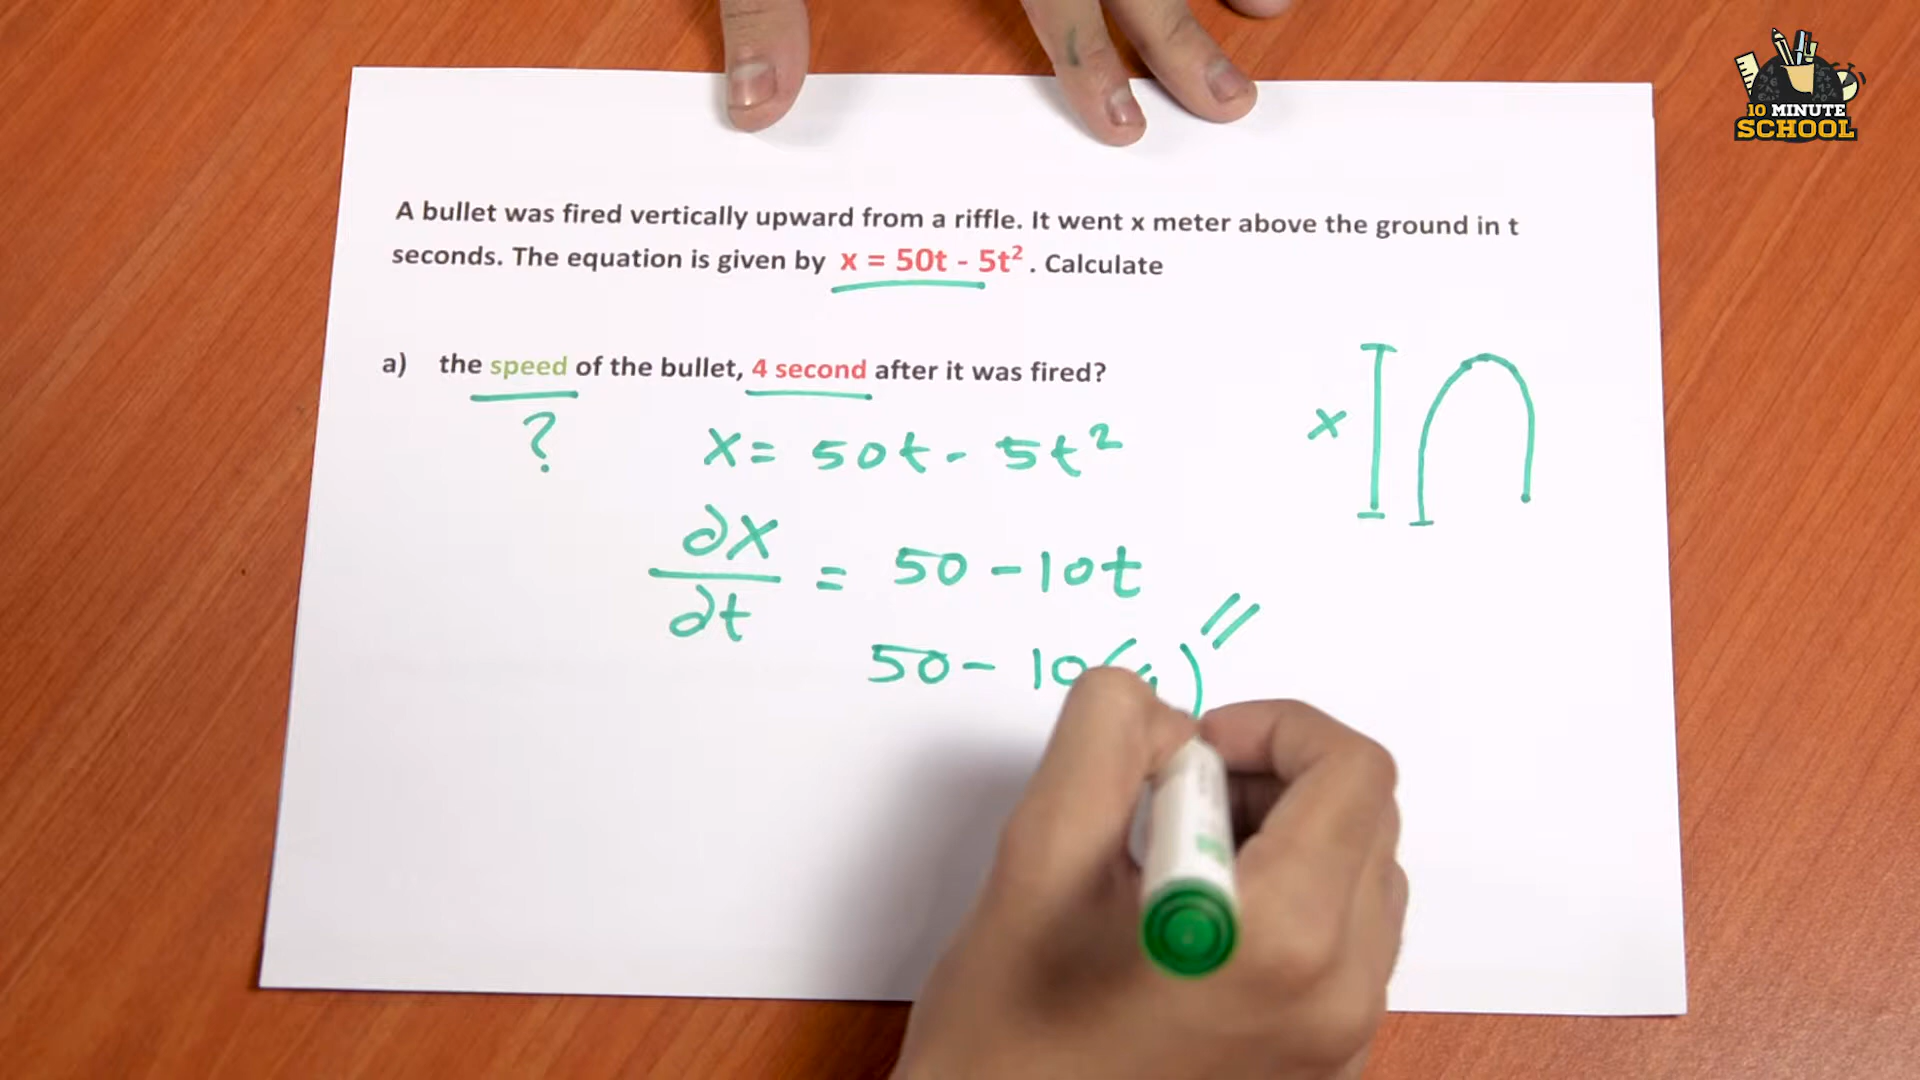 10 MINUTE
SCHOOL
A bullet was fired vertically upward from a riffle. It went x meter above the ground in t
seconds. The equation is given by x = 50t - 5t². Calculate
a) the speed of the bullet, 4 second after it was fired?
?
x = 50t - 5t²
∂x
∂t
= 50 - 10t
50 - 10( )
x